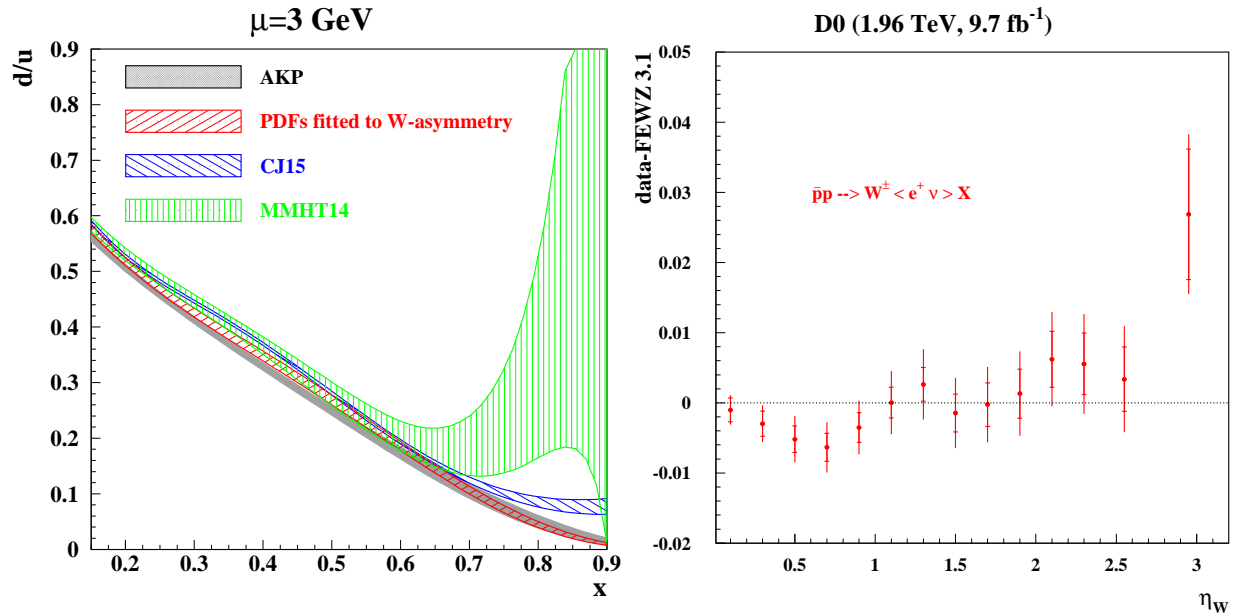 μ=3 GeV
d/u
0.9
0.8
0.7
0.6
0.5
0.4
0.3
0.2
0.1
0
AKP
PDFs fitted to W-asymmetry
CJ15
MMHT14
0.2 0.3 0.4 0.5 0.6 0.7 0.8 0.9
x
D0 (1.96 TeV, 9.7 fb⁻¹)
data-FEWZ 3.1
0.05
0.04
0.03
0.02
0.01
0
-0.01
-0.02
p̄p --> W± < e⁺ ν > X
0.5 1 1.5 2 2.5 3
η_W